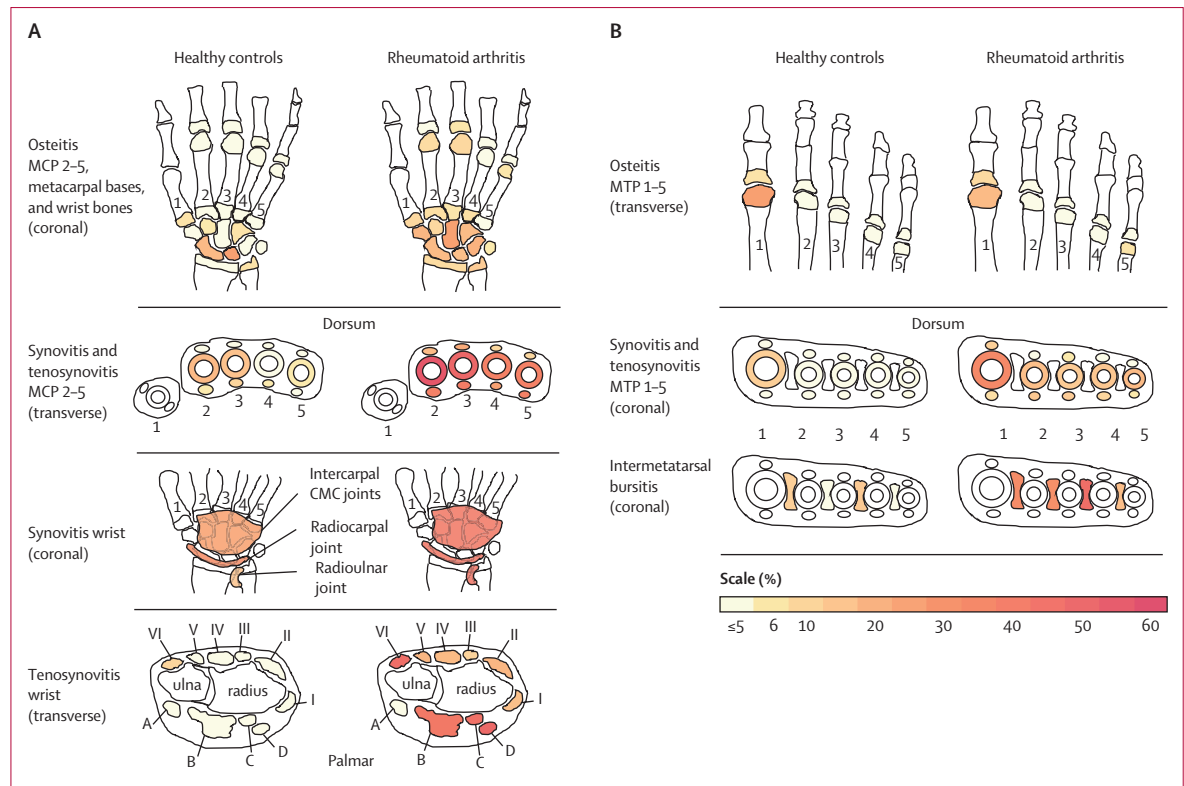 A
Healthy controls
Rheumatoid arthritis
Osteitis
MCP 2–5,
metacarpal bases,
and wrist bones
(coronal)
1
2
3
4
5
1
2
3
4
5
Dorsum
Synovitis and
tenosynovitis
MCP 2–5
(transverse)
1
2
3
4
5
1
2
3
4
5
Synovitis wrist
(coronal)
1
2
3
4
5
Intercarpal
CMC joints
Radiocarpal
joint
Radioulnar
joint
1
2
3
4
5
Tenosynovitis
wrist
(transverse)
VI
V
IV
III
II
I
ulna
radius
A
B
C
D
Palmar
VI
V
IV
III
II
I
ulna
radius
A
B
C
D
B
Healthy controls
Rheumatoid arthritis
Osteitis
MTP 1–5
(transverse)
1
2
3
4
5
1
2
3
4
5
Dorsum
Synovitis and
tenosynovitis
MTP 1–5
(coronal)
1
2
3
4
5
1
2
3
4
5
Intermetatarsal
bursitis
(coronal)
Scale (%)
≤5
6
10
20
30
40
50
60